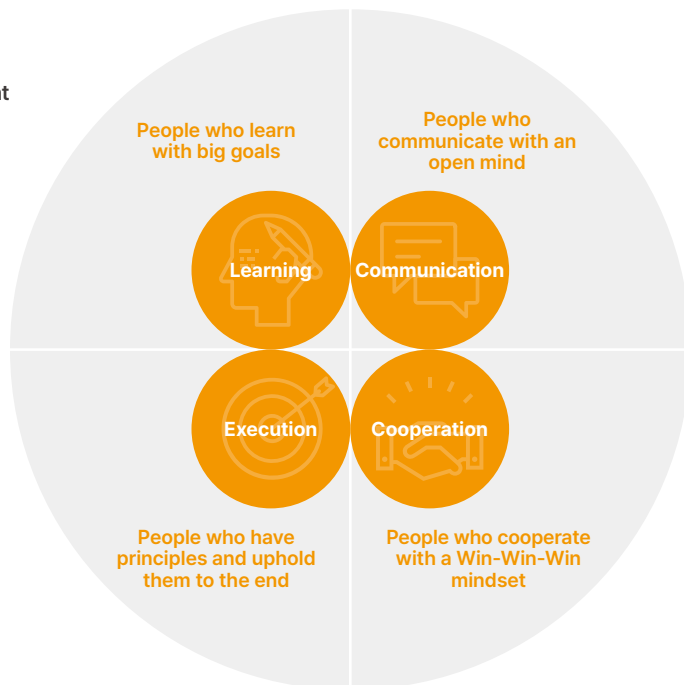 People who learn
with big goals
People who
communicate with an
open mind
Learning
Communication
Execution
Cooperation
People who have
principles and uphold
them to the end
People who cooperate
with a Win-Win-Win
mindset